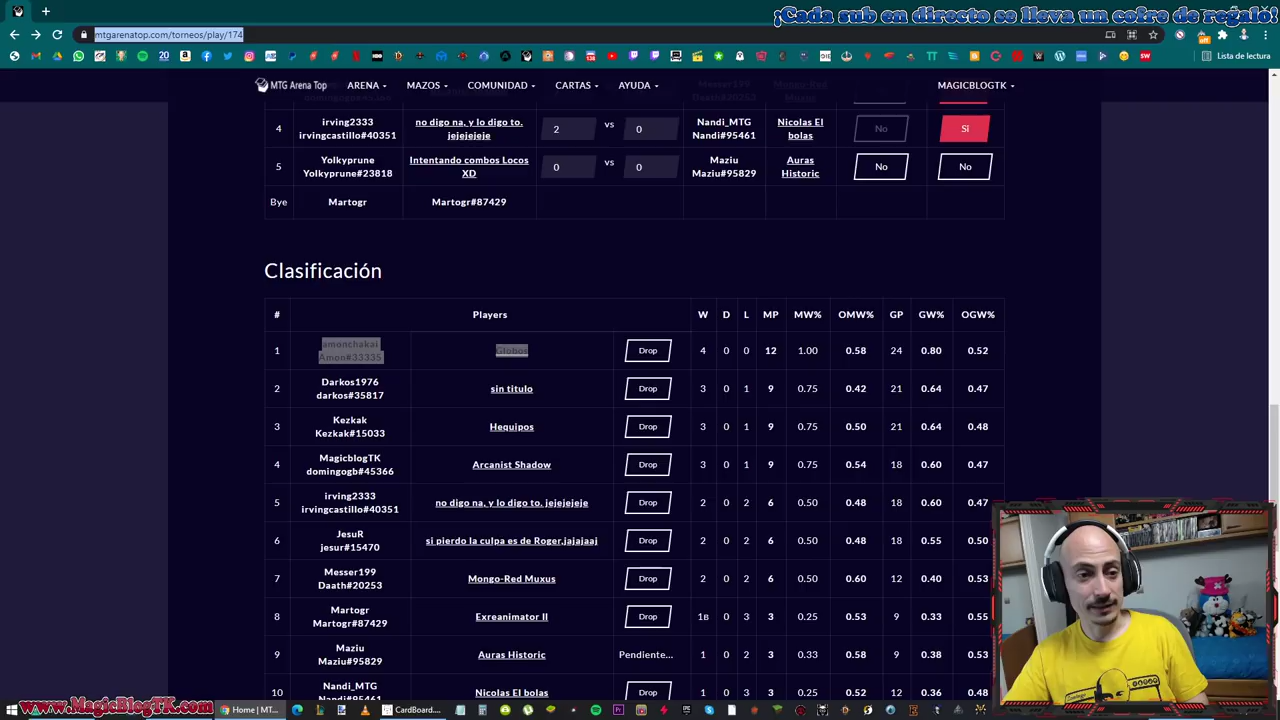 ¡Cada sub en directo se lleva un cofre de regalo!
mtgarenatop.com/torneos/play/174
Lista de lectura
MTG Arena Top ARENA MAZOS COMUNIDAD CARTAS AYUDA MAGICBLOGTK
4 irving2333 no digo na, y lo digo to. 2 vs 0 Nandi_MTG Nicolas El No Sí
irvingcastillo#40351 jejejejeje Nandi#95461 bolas
5 Yolkyprune Intentando combos Locos 0 vs 0 Maziu Auras No No
Yolkyprune#23818 XD Maziu#95829 Historic
Bye Martogr Martogr#87429
Clasificación
# Players W D L MP MW% OMW% GP GW% OGW%
1 amonchakai Globos Drop 4 0 0 12 1.00 0.58 24 0.80 0.52
Amon#33335
2 Darkos1976 sin titulo Drop 3 0 1 9 0.75 0.42 21 0.64 0.47
darkos#35817
3 Kezkak Hequipos Drop 3 0 1 9 0.75 0.50 21 0.64 0.48
Kezkak#15033
4 MagicblogTK Arcanist Shadow Drop 3 0 1 9 0.75 0.54 18 0.60 0.47
domingogb#45366
5 irving2333 no digo na, y lo digo to. jejejejeje Drop 2 0 2 6 0.50 0.48 18 0.60 0.47
irvingcastillo#40351
6 JesuR si pierdo la culpa es de Roger,jajajaaj Drop 2 0 2 6 0.50 0.48 18 0.55 0.50
jesur#15470
7 Messer199 Mongo-Red Muxus Drop 2 0 2 6 0.50 0.60 12 0.40 0.53
Daath#20253
8 Martogr Exreanimator II Drop 1B 0 3 3 0.25 0.53 9 0.33 0.55
Martogr#87429
9 Maziu Auras Historic Pendiente... 1 0 2 3 0.33 0.58 9 0.38 0.53
Maziu#95829
10 Nandi_MTG Nicolas El bolas Drop 1 0 3 3 0.25 0.52 12 0.36 0.48
Nandi#95461
www.MagicBlogTK.com
Home | MT...
CardBoard....